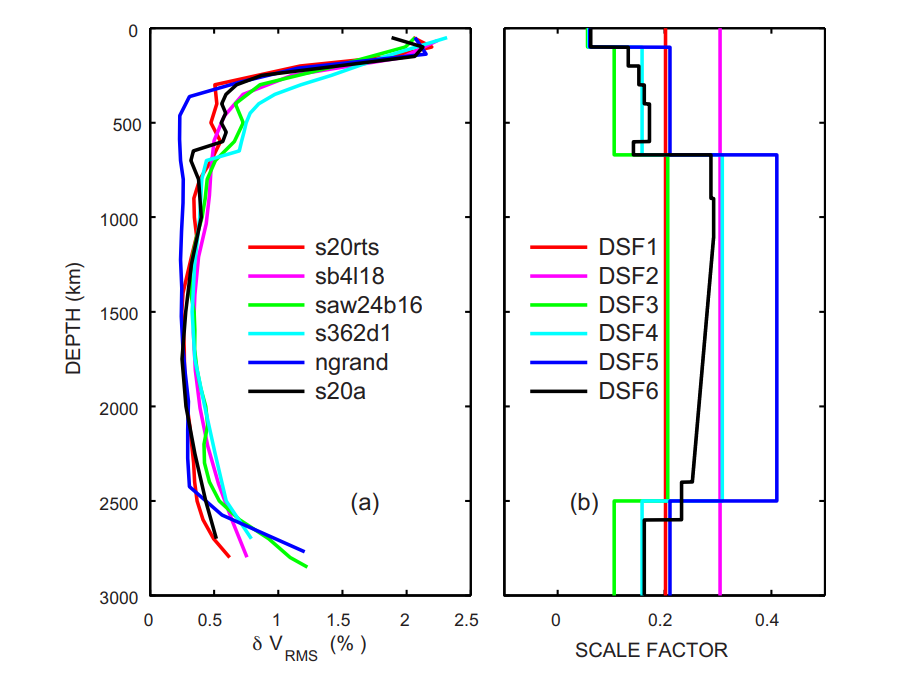 0
500
1000
1500
2000
2500
3000
DEPTH (km)
s20rts
sb4l18
saw24b16
s362d1
ngrand
s20a
(a)
0 0.5 1 1.5 2 2.5
δ VRMS (% )
DSF1
DSF2
DSF3
DSF4
DSF5
DSF6
(b)
0 0.2 0.4
SCALE FACTOR